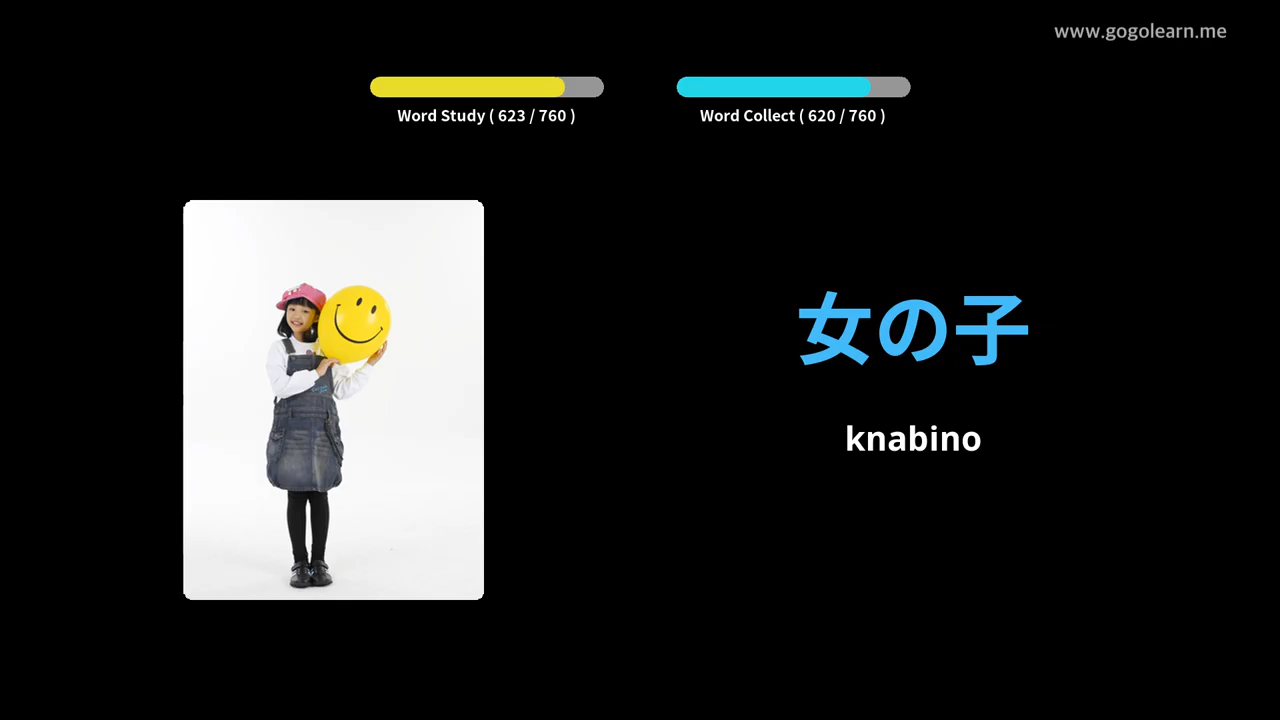 www.gogolearn.me
Word Study ( 623 / 760 )
Word Collect ( 620 / 760 )
女の子
knabino